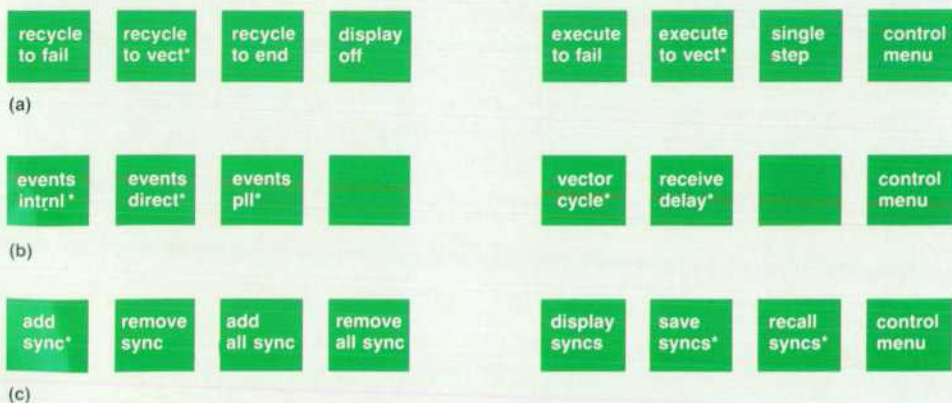 recycle to fail
recycle to vect*
recycle to end
display off
execute to fail
execute to vect*
single step
control menu
(a)
events intrnl*
events direct*
events pll*
vector cycle*
receive delay*
control menu
(b)
add sync*
remove sync
add all sync
remove all sync
display syncs
save syncs*
recall syncs*
control menu
(c)